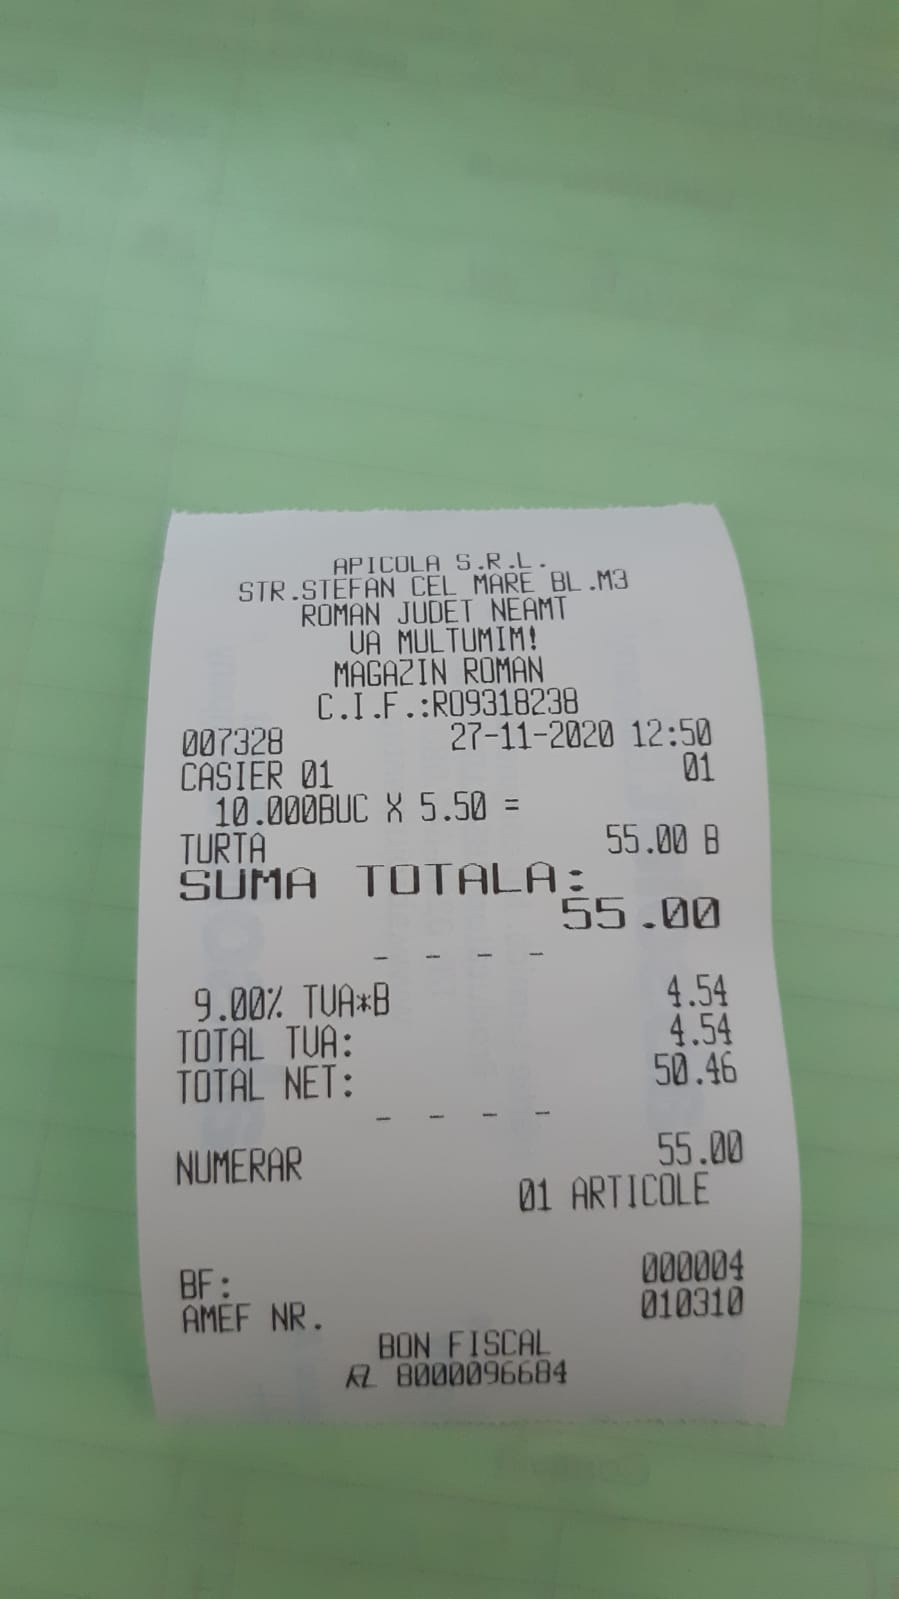 APICOLA S.R.L.
STR.STEFAN CEL MARE BL.M3
ROMAN JUDET NEAMT
VA MULTUMIM!
MAGAZIN ROMAN
C.I.F.:RO9318238
007328 27-11-2020 12:50
CASIER 01 01
10.000BUC X 5.50 =
TURTA 55.00 B
SUMA TOTALA:
55.00
- - - -
9.00% TVA*B 4.54
TOTAL TVA: 4.54
TOTAL NET: 50.46
- - - -
NUMERAR 55.00
01 ARTICOLE
BF: 000004
AMEF NR. 010310
BON FISCAL
8000096684